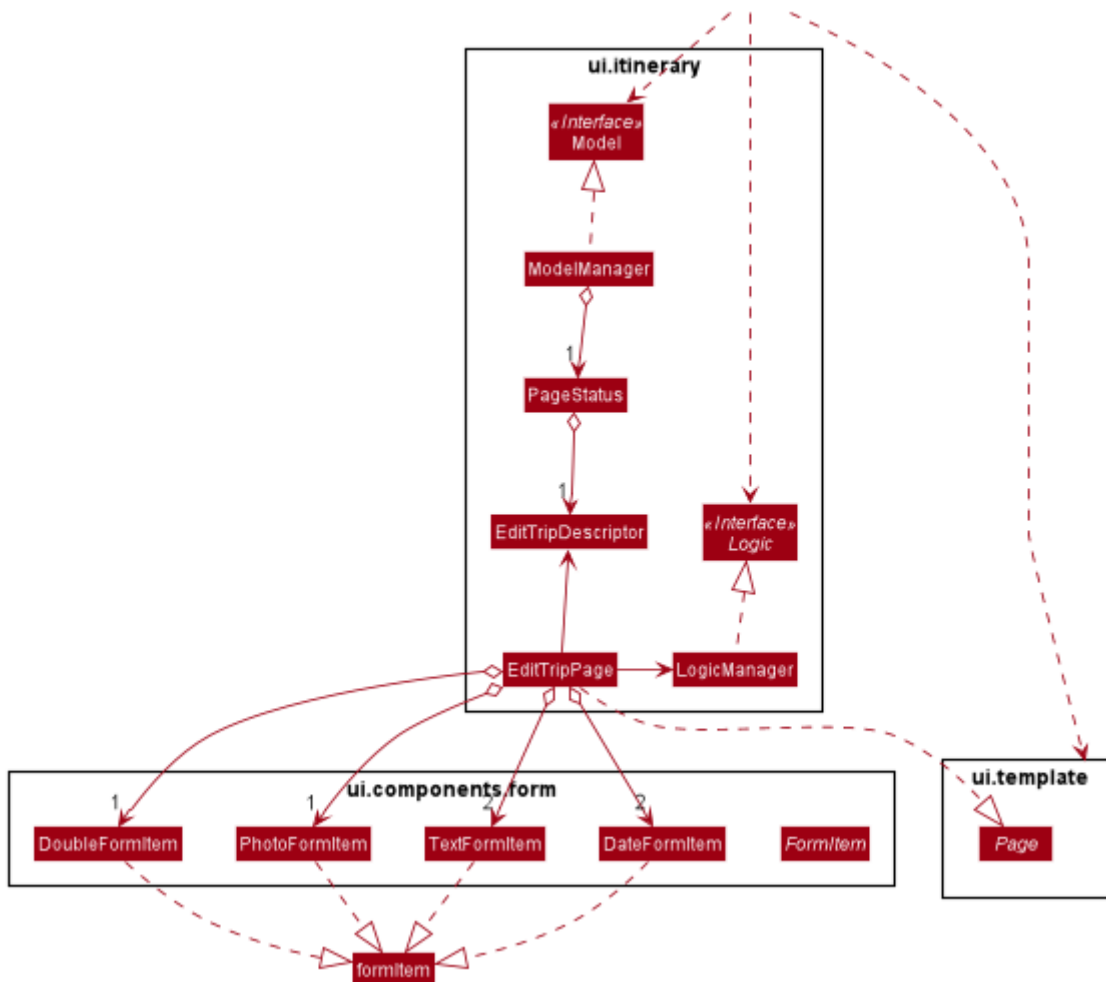 ui.itinerary
«Interface»
Model
ModelManager
1
PageStatus
1
EditTripDescriptor
«Interface»
Logic
EditTripPage
LogicManager
ui.components.form
ui.template
1
1
2
2
DoubleFormItem
PhotoFormItem
TextFormItem
DateFormItem
FormItem
Page
formItem